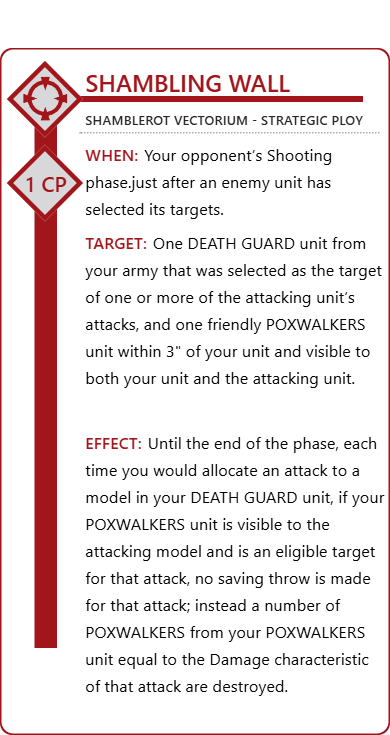 SHAMBLING WALL
SHAMBLEROT VECTORIUM - STRATEGIC PLOY
1 CP
WHEN: Your opponent's Shooting
phase.just after an enemy unit has
selected its targets.
TARGET: One DEATH GUARD unit from
your army that was selected as the target
of one or more of the attacking unit's
attacks, and one friendly POXWALKERS
unit within 3" of your unit and visible to
both your unit and the attacking unit.
EFFECT: Until the end of the phase, each
time you would allocate an attack to a
model in your DEATH GUARD unit, if your
POXWALKERS unit is visible to the
attacking model and is an eligible target
for that attack, no saving throw is made
for that attack; instead a number of
POXWALKERS from your POXWALKERS
unit equal to the Damage characteristic
of that attack are destroyed.